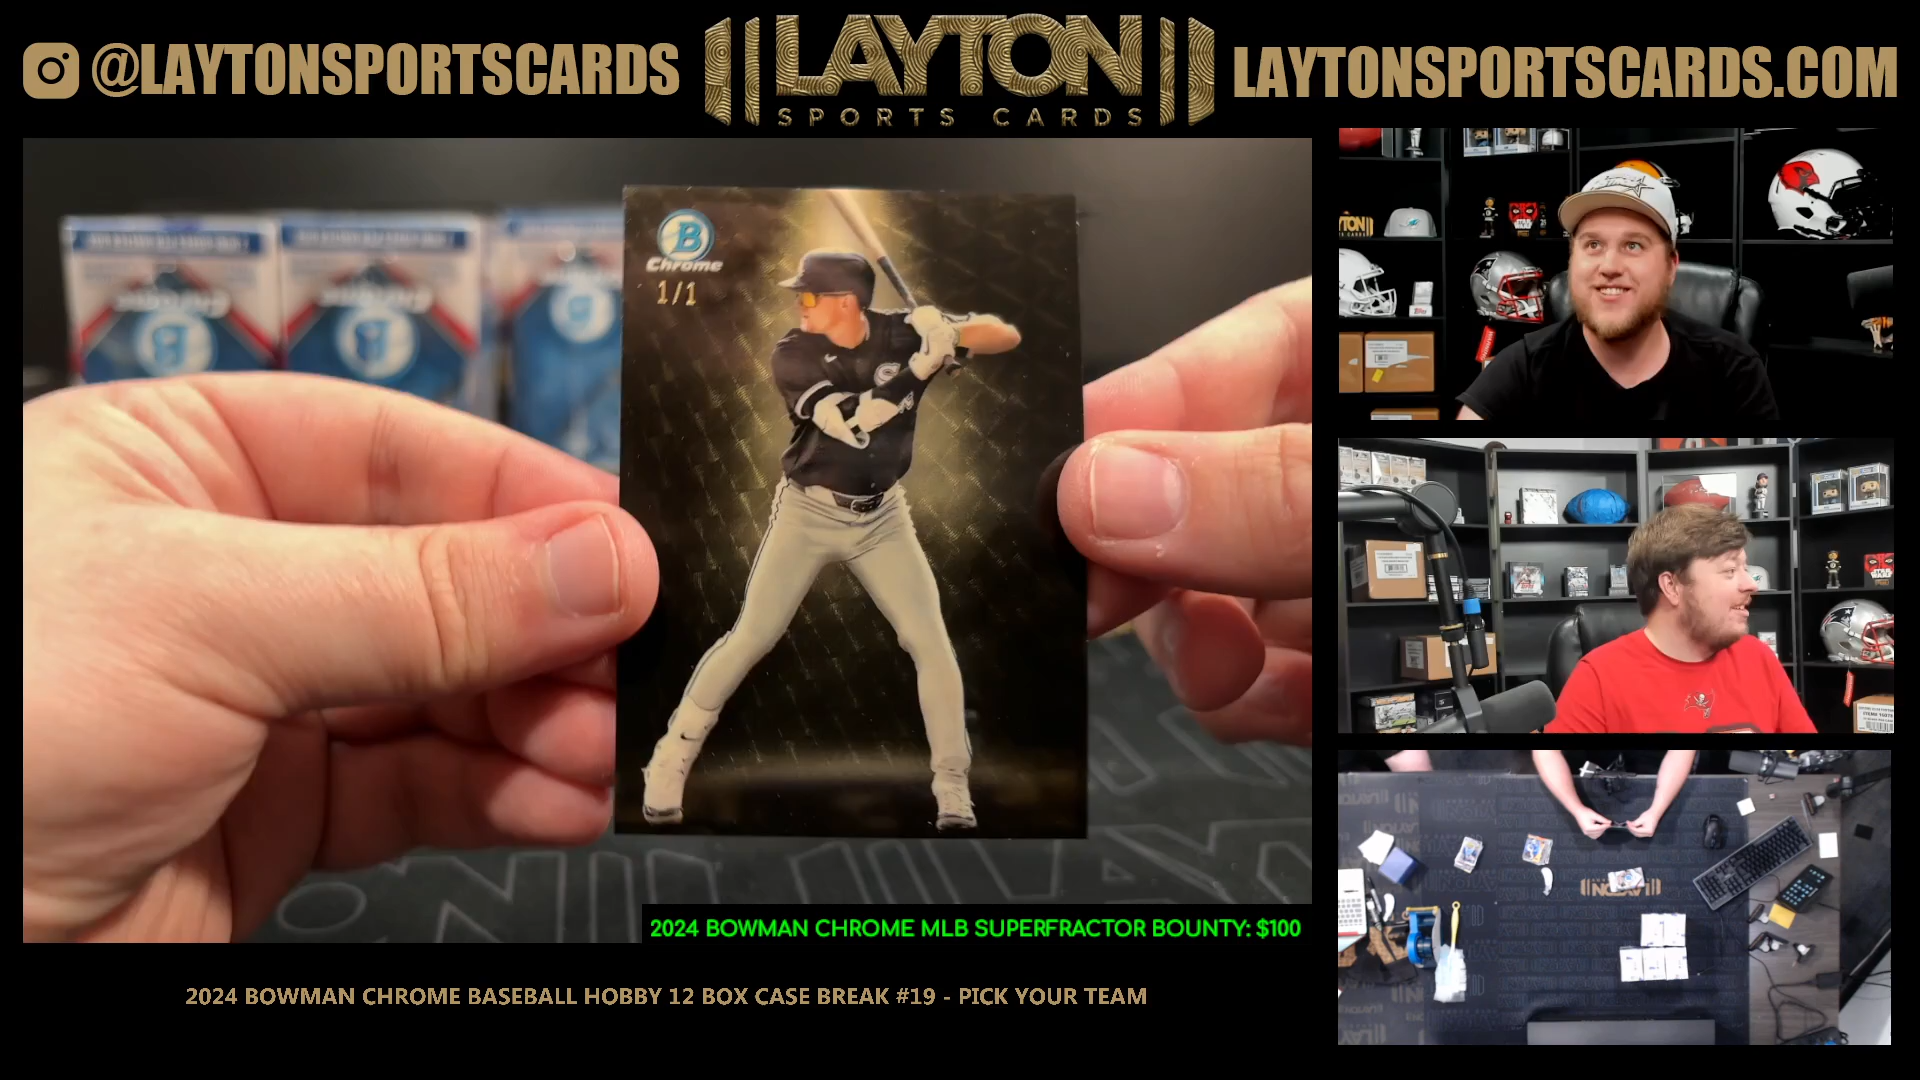 @LAYTONSPORTSCARDS
LAYTON
SPORTS CARDS
LAYTONSPORTSCARDS.COM
B
Chrome
1/1
2024 BOWMAN CHROME MLB SUPERFRACTOR BOUNTY: $100
2024 BOWMAN CHROME BASEBALL HOBBY 12 BOX CASE BREAK #19 - PICK YOUR TEAM